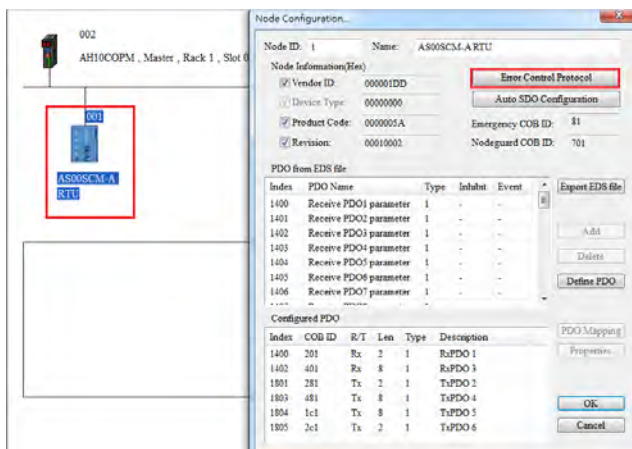 002
AH10COPM , Master , Rack 1 , Slot 0
001
AS00SCM-A
RTU
Node Configuration...
Node ID: 1 Name: AS00SCM-A RTU
Node Information(Hex)
Vendor ID: 000001DD
Error Control Protocol
Device Type: 00000000
Auto SDO Configuration
Product Code: 0000005A
Emergency COB ID: 81
Revision: 00010002
Nodeguard COB ID: 701
PDO from EDS file
Index PDO Name Type Inhibit Event
Export EDS file
1400 Receive PDO1 parameter 1 - -
1401 Receive PDO2 parameter 1 - -
1402 Receive PDO3 parameter 1 - -
Add
1403 Receive PDO4 parameter 1 - -
1404 Receive PDO5 parameter 1 - -
Delete
1405 Receive PDO6 parameter 1 - -
1406 Receive PDO7 parameter 1 - -
Define PDO
Configured PDO
Index COB ID R/T Len Type Description
PDO Mapping
1400 201 Rx 2 1 RxPDO 1
Properties...
1402 401 Rx 8 1 RxPDO 3
1801 281 Tx 2 1 TxPDO 2
1803 481 Tx 8 1 TxPDO 4
OK
1804 1c1 Tx 8 1 TxPDO 5
1805 2c1 Tx 2 1 TxPDO 6
Cancel